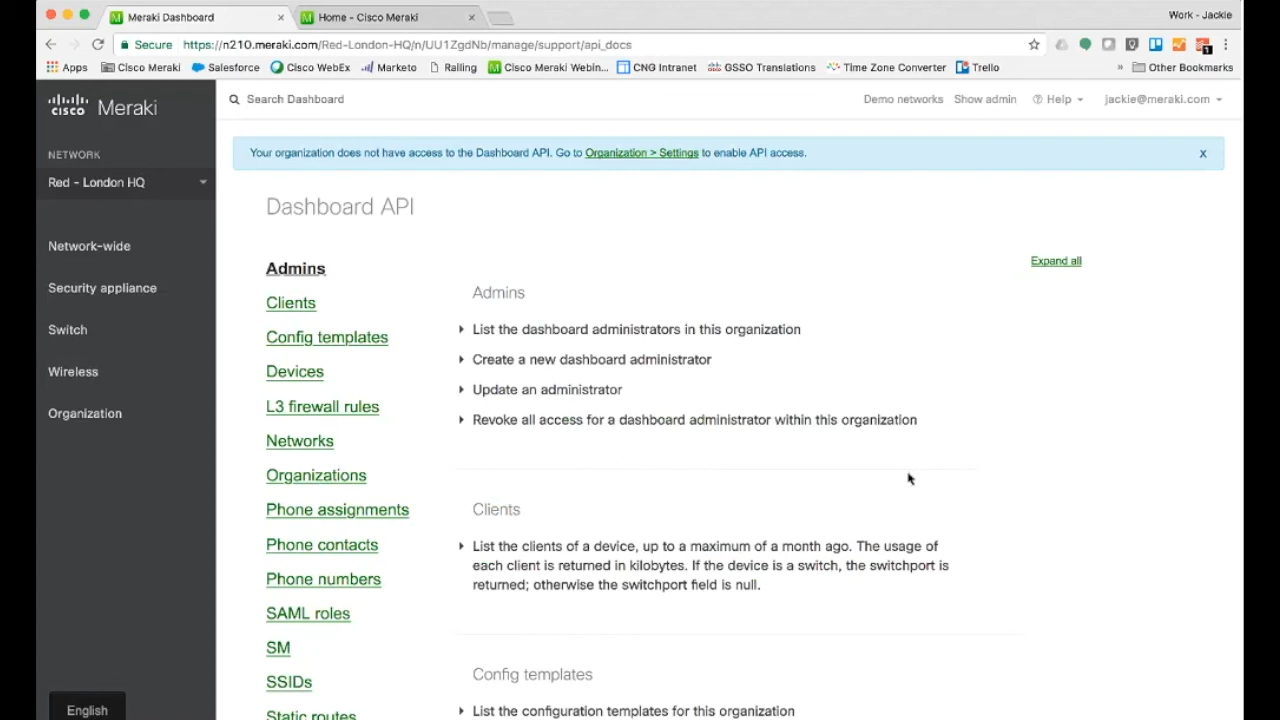 Meraki Dashboard
Home - Cisco Meraki
Work - Jackie
Secure https://n210.meraki.com/Red-London-HQ/n/UU1ZgdNb/manage/support/api_docs
1
Apps Cisco Meraki Salesforce Cisco WebEx Marketo Railing Cisco Meraki Webin... CNG Intranet GSSO Translations Time Zone Converter Trello » Other Bookmarks
cisco Meraki
Search Dashboard
Demo networks Show admin Help jackie@meraki.com
NETWORK
Red - London HQ
Network-wide
Security appliance
Switch
Wireless
Organization
English
Your organization does not have access to the Dashboard API. Go to Organization > Settings to enable API access. X
Dashboard API
Admins
Clients
Config templates
Devices
L3 firewall rules
Networks
Organizations
Phone assignments
Phone contacts
Phone numbers
SAML roles
SM
SSIDs
Static routes
Expand all
Admins
List the dashboard administrators in this organization
Create a new dashboard administrator
Update an administrator
Revoke all access for a dashboard administrator within this organization
Clients
List the clients of a device, up to a maximum of a month ago. The usage of
each client is returned in kilobytes. If the device is a switch, the switchport is
returned; otherwise the switchport field is null.
Config templates
List the configuration templates for this organization